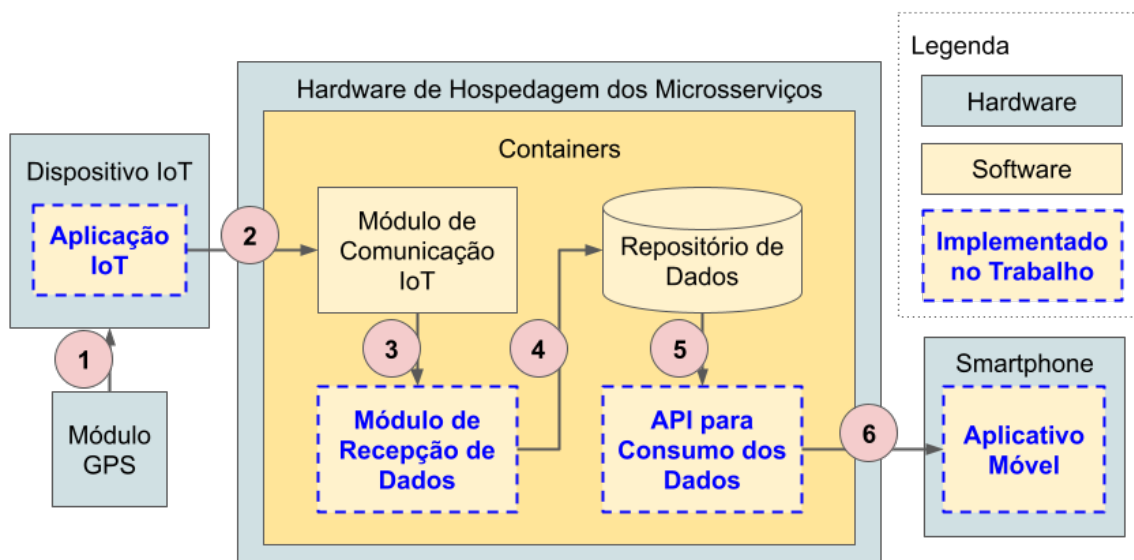 Legenda
Hardware
Software
Implementado
no Trabalho
Hardware de Hospedagem dos Microsserviços
Containers
Dispositivo IoT
Aplicação
IoT
2
Módulo de
Comunicação
IoT
Repositório de
Dados
1
Módulo
GPS
3
4
5
Módulo de
Recepção de
Dados
API para
Consumo dos
Dados
6
Smartphone
Aplicativo
Móvel